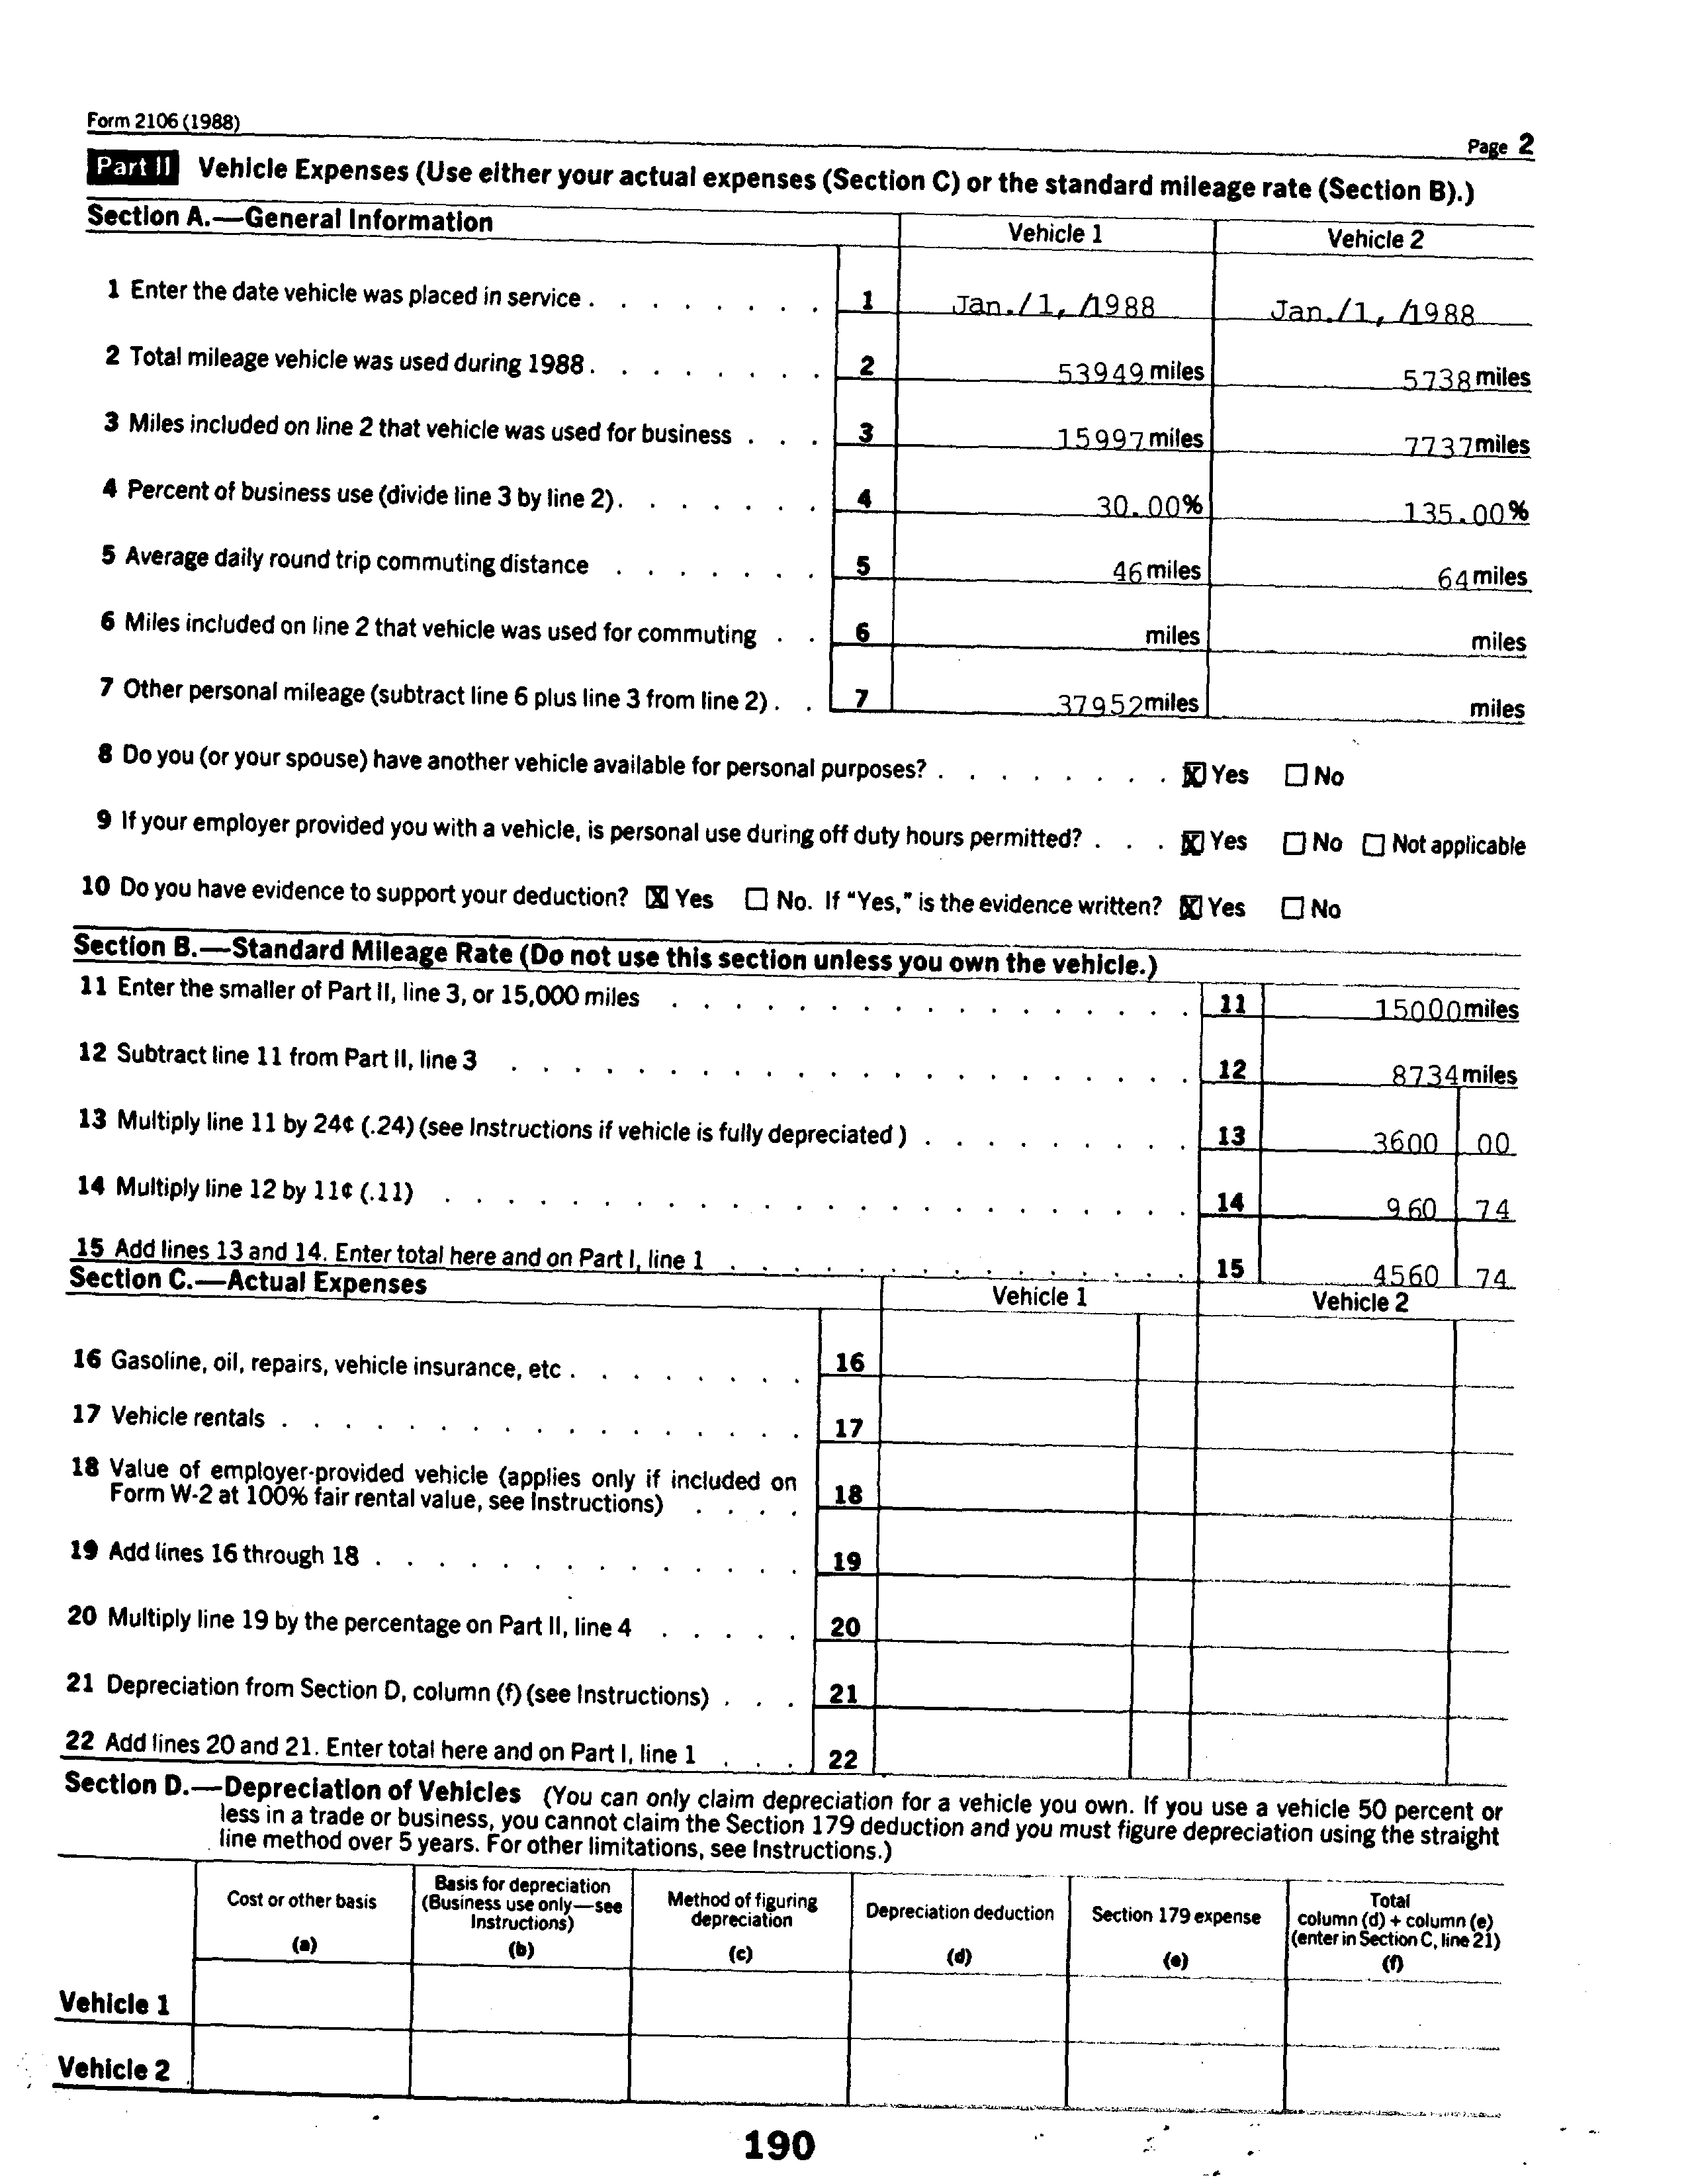 Form 2106 (1988)
Page 2
Part II Vehicle Expenses (Use either your actual expenses (Section C) or the standard mileage rate (Section B).)
Section A.—General Information Vehicle 1 Vehicle 2
1 Enter the date vehicle was placed in service . . . . . . . . 1 Jan./1, /1988 Jan./1, /1988
2 Total mileage vehicle was used during 1988 . . . . . . . . 2 53949 miles 5738 miles
3 Miles included on line 2 that vehicle was used for business . . . 3 15997 miles 7737 miles
4 Percent of business use (divide line 3 by line 2) . . . . . . . 4 30.00% 135.00%
5 Average daily round trip commuting distance . . . . . . . 5 46 miles 64 miles
6 Miles included on line 2 that vehicle was used for commuting . . 6 miles miles
7 Other personal mileage (subtract line 6 plus line 3 from line 2) . . 7 37952 miles miles
8 Do you (or your spouse) have another vehicle available for personal purposes? . . . . . . . . ☒ Yes ☐ No
9 If your employer provided you with a vehicle, is personal use during off duty hours permitted? . . . ☒ Yes ☐ No ☐ Not applicable
10 Do you have evidence to support your deduction? ☒ Yes ☐ No. If "Yes," is the evidence written? ☒ Yes ☐ No
Section B.—Standard Mileage Rate (Do not use this section unless you own the vehicle.)
11 Enter the smaller of Part II, line 3, or 15,000 miles . . . . . . . . . . . . . . . . . 11 15000 miles
12 Subtract line 11 from Part II, line 3 . . . . . . . . . . . . . . . . . . . . . . 12 8734 miles
13 Multiply line 11 by 24¢ (.24) (see Instructions if vehicle is fully depreciated ) . . . . . . . . . 13 3600 00
14 Multiply line 12 by 11¢ (.11) . . . . . . . . . . . . . . . . . . . . . . . . 14 960 74
15 Add lines 13 and 14. Enter total here and on Part I, line 1 . . . . . . . . . . . . . . . 15 4560 74
Section C.—Actual Expenses Vehicle 1 Vehicle 2
16 Gasoline, oil, repairs, vehicle insurance, etc . . . . . . . . 16
17 Vehicle rentals . . . . . . . . . . . . . . . . . 17
18 Value of employer-provided vehicle (applies only if included on
Form W-2 at 100% fair rental value, see Instructions) . . . . 18
19 Add lines 16 through 18 . . . . . . . . . . . . . . 19
20 Multiply line 19 by the percentage on Part II, line 4 . . . . . 20
21 Depreciation from Section D, column (f) (see Instructions) . . . 21
22 Add lines 20 and 21. Enter total here and on Part I, line 1 . . . 22
Section D.—Depreciation of Vehicles (You can only claim depreciation for a vehicle you own. If you use a vehicle 50 percent or
less in a trade or business, you cannot claim the Section 179 deduction and you must figure depreciation using the straight
line method over 5 years. For other limitations, see Instructions.)
Cost or other basis
(a)
Basis for depreciation
(Business use only—see
Instructions)
(b)
Method of figuring
depreciation
(c)
Depreciation deduction
(d)
Section 179 expense
(e)
Total
column (d) + column (e)
(enter in Section C, line 21)
(f)
Vehicle 1
Vehicle 2
190